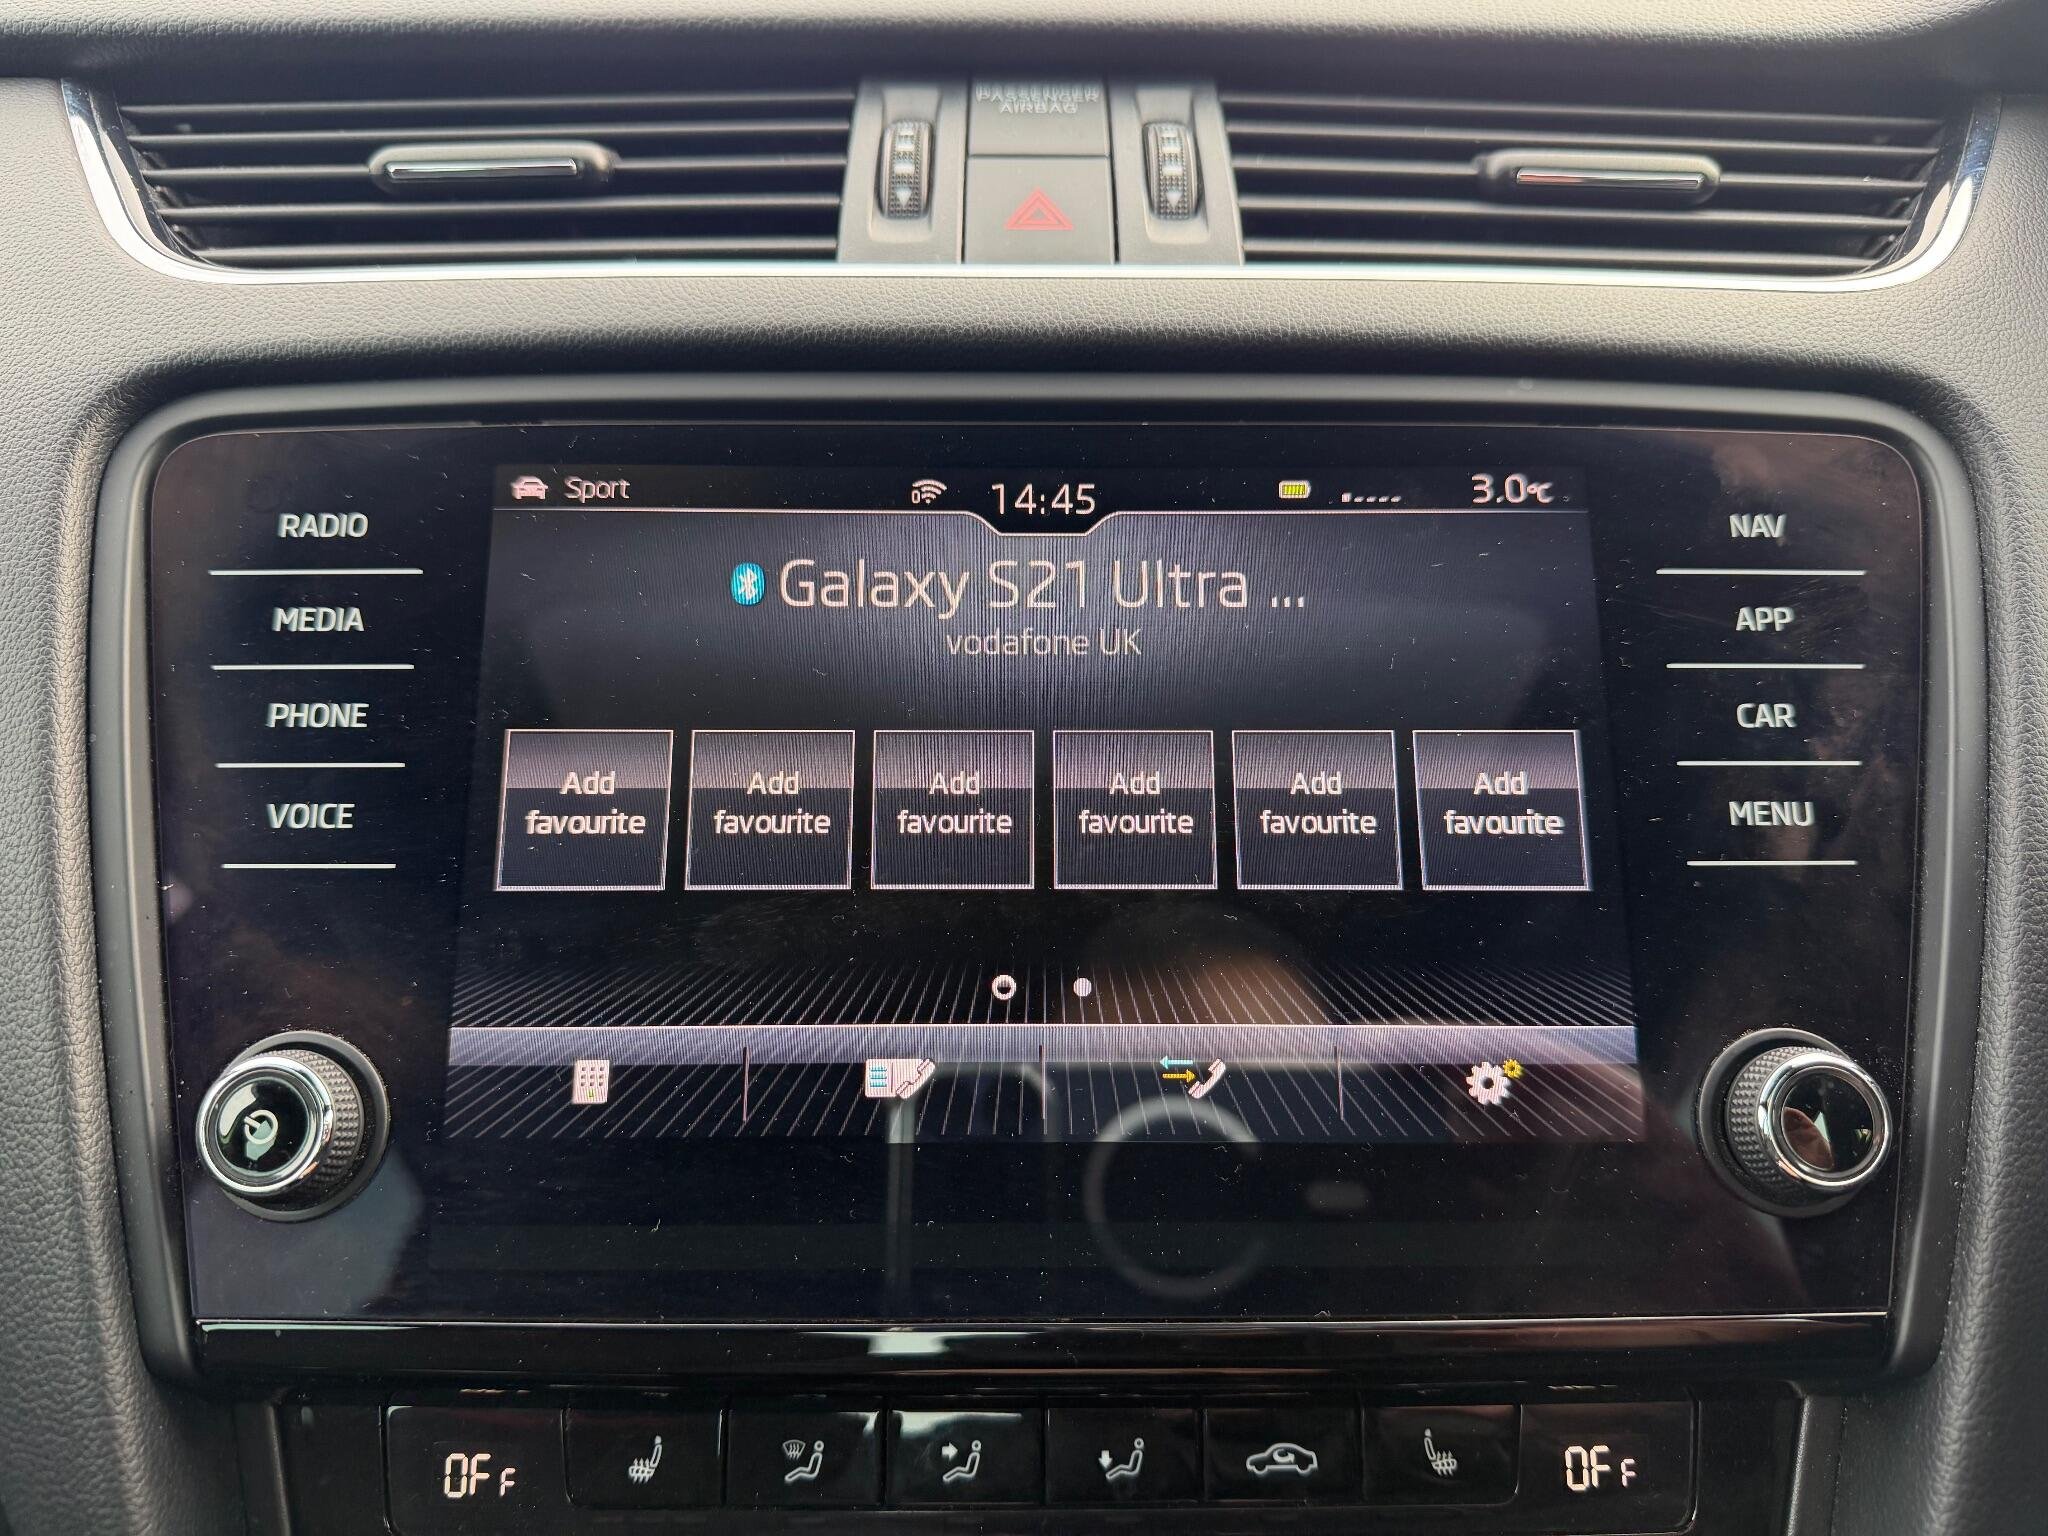 PASSENGER
AIRBAG
Sport
0
14:45
3.0°C
RADIO
MEDIA
PHONE
VOICE
Galaxy S21 Ultra ...
vodafone UK
Add
favourite
Add
favourite
Add
favourite
Add
favourite
Add
favourite
Add
favourite
NAV
APP
CAR
MENU
OFF
OFF